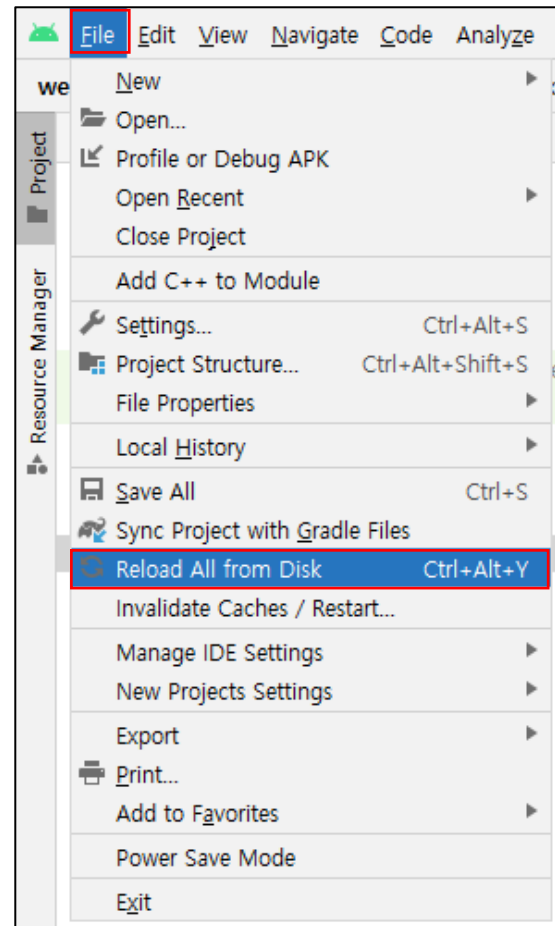 File Edit View Navigate Code Analyze
we
New
Open...
Profile or Debug APK
Open Recent
Close Project
Add C++ to Module
Settings... Ctrl+Alt+S
Project Structure... Ctrl+Alt+Shift+S
File Properties
Local History
Save All Ctrl+S
Sync Project with Gradle Files
Reload All from Disk Ctrl+Alt+Y
Invalidate Caches / Restart...
Manage IDE Settings
New Projects Settings
Export
Print...
Add to Favorites
Power Save Mode
Exit
Project
Resource Manager